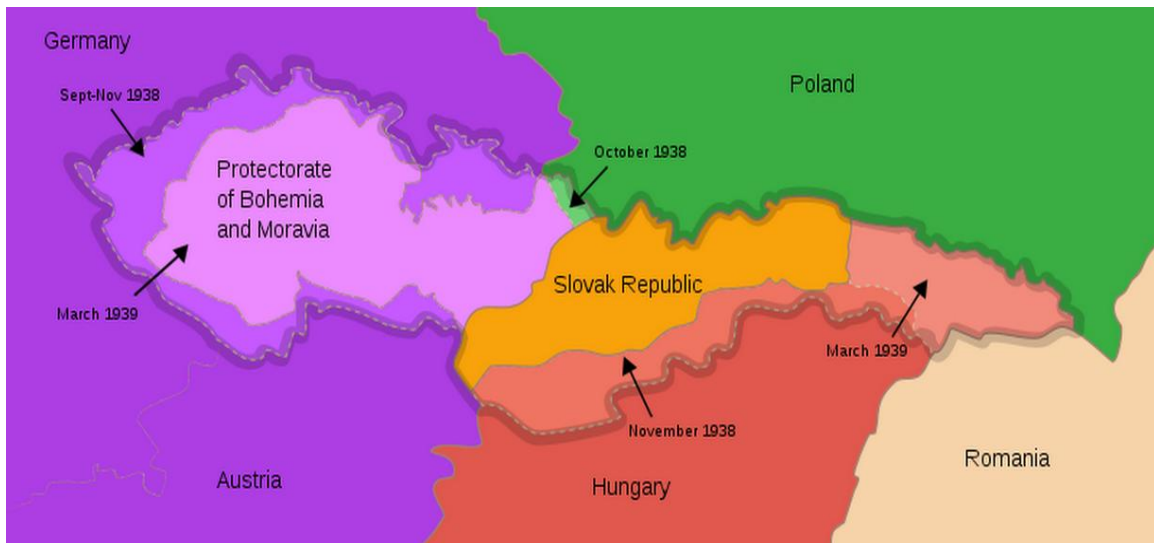 Germany
Poland
Sept-Nov 1938
October 1938
Protectorate
of Bohemia
and Moravia
Slovak Republic
March 1939
March 1939
November 1938
Romania
Austria
Hungary